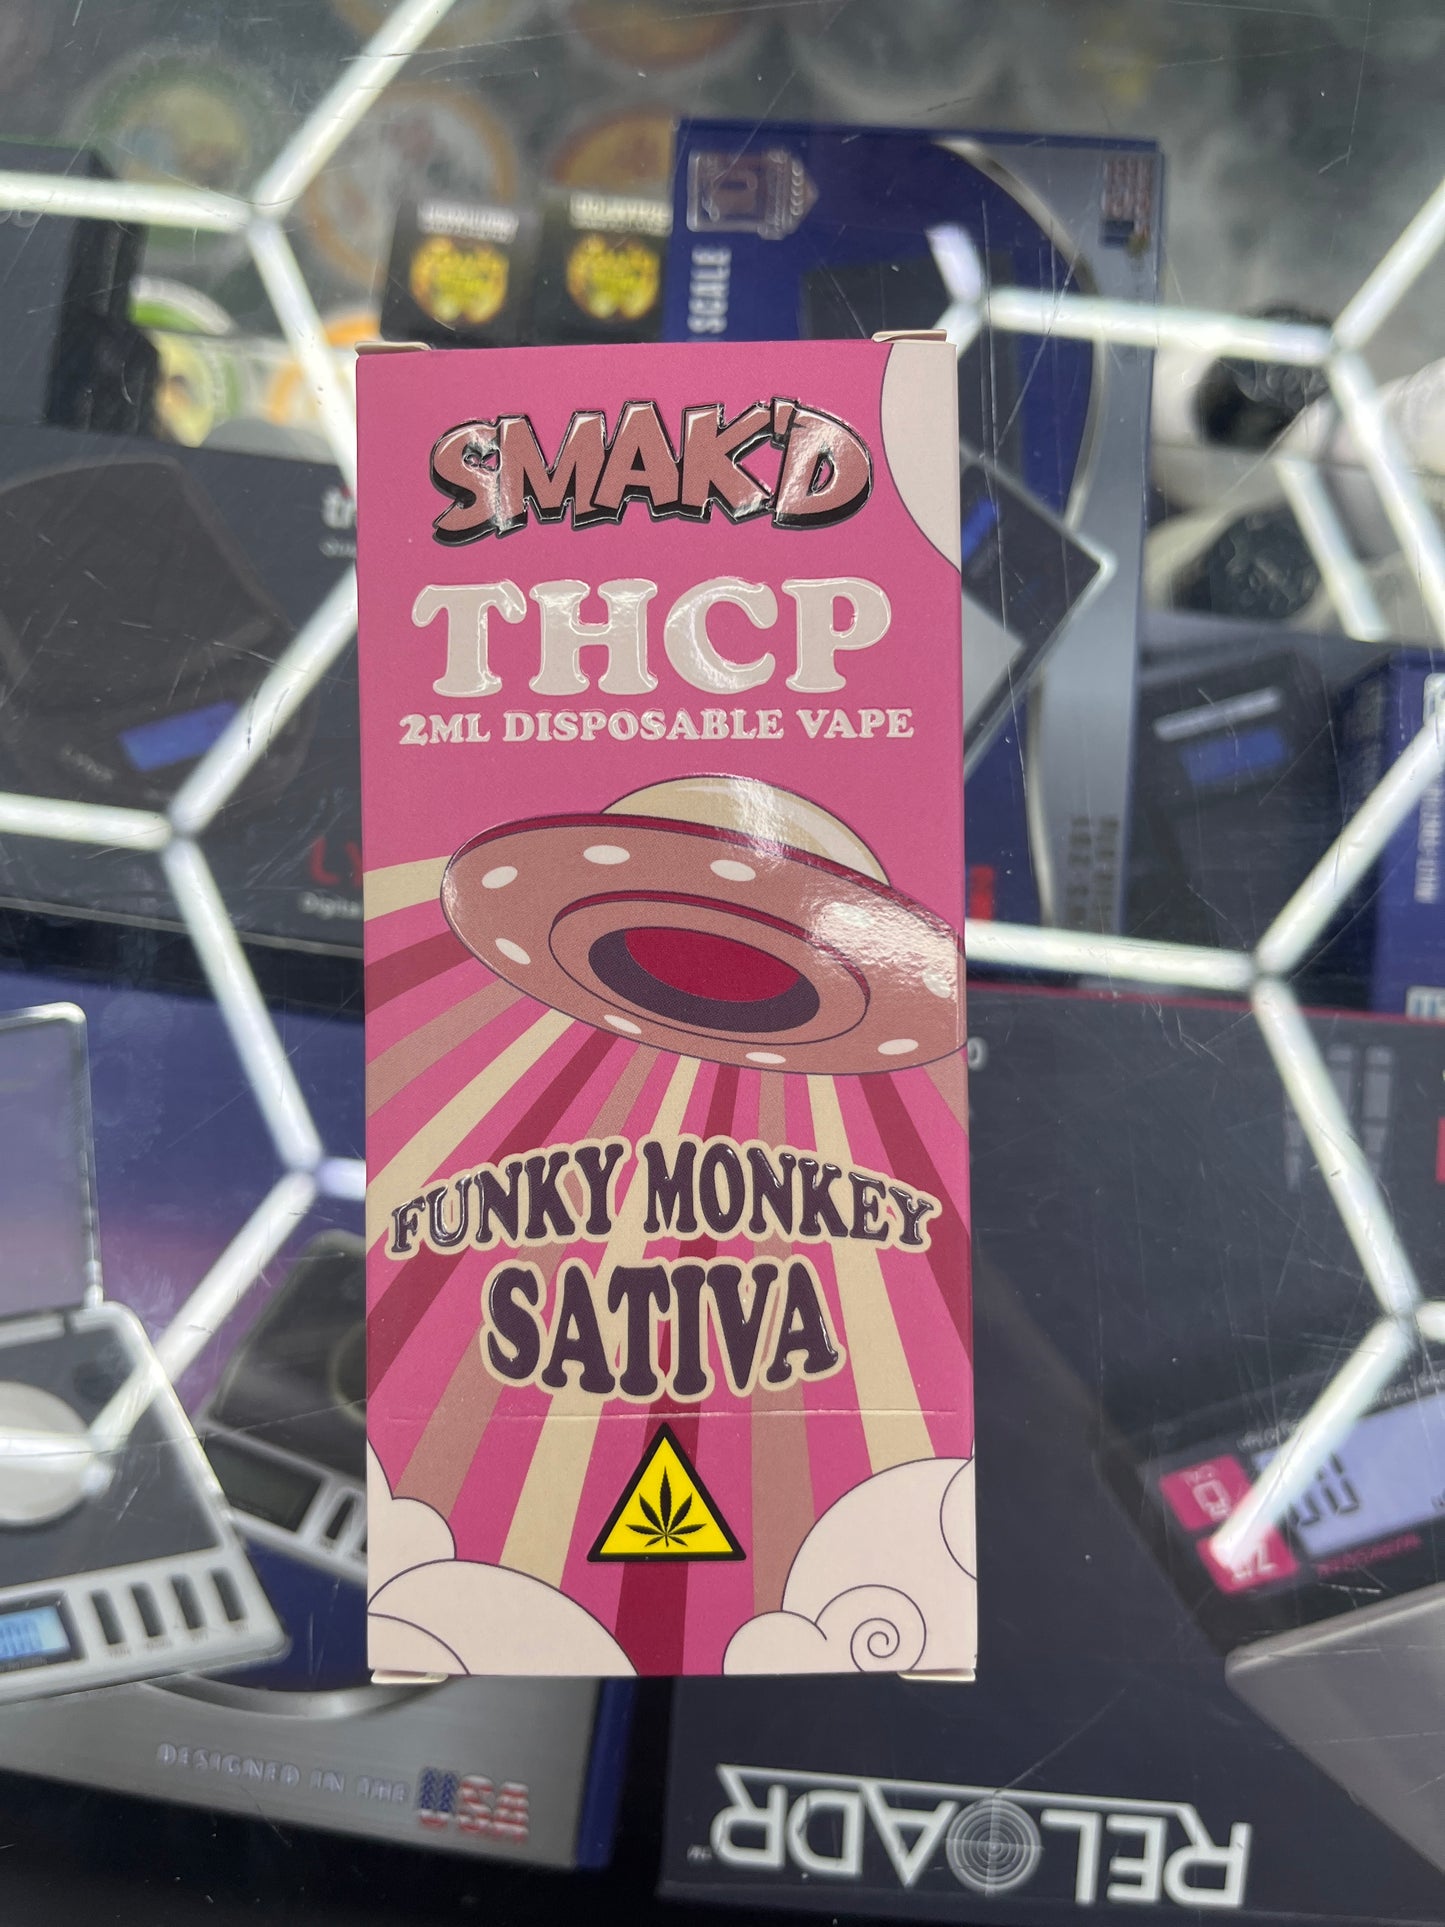 SMAK'D
THCP
2ML DISPOSABLE VAPE
FUNKY MONKEY
SATIVA
SCALE
DESIGNED IN THE USA
RELOADR